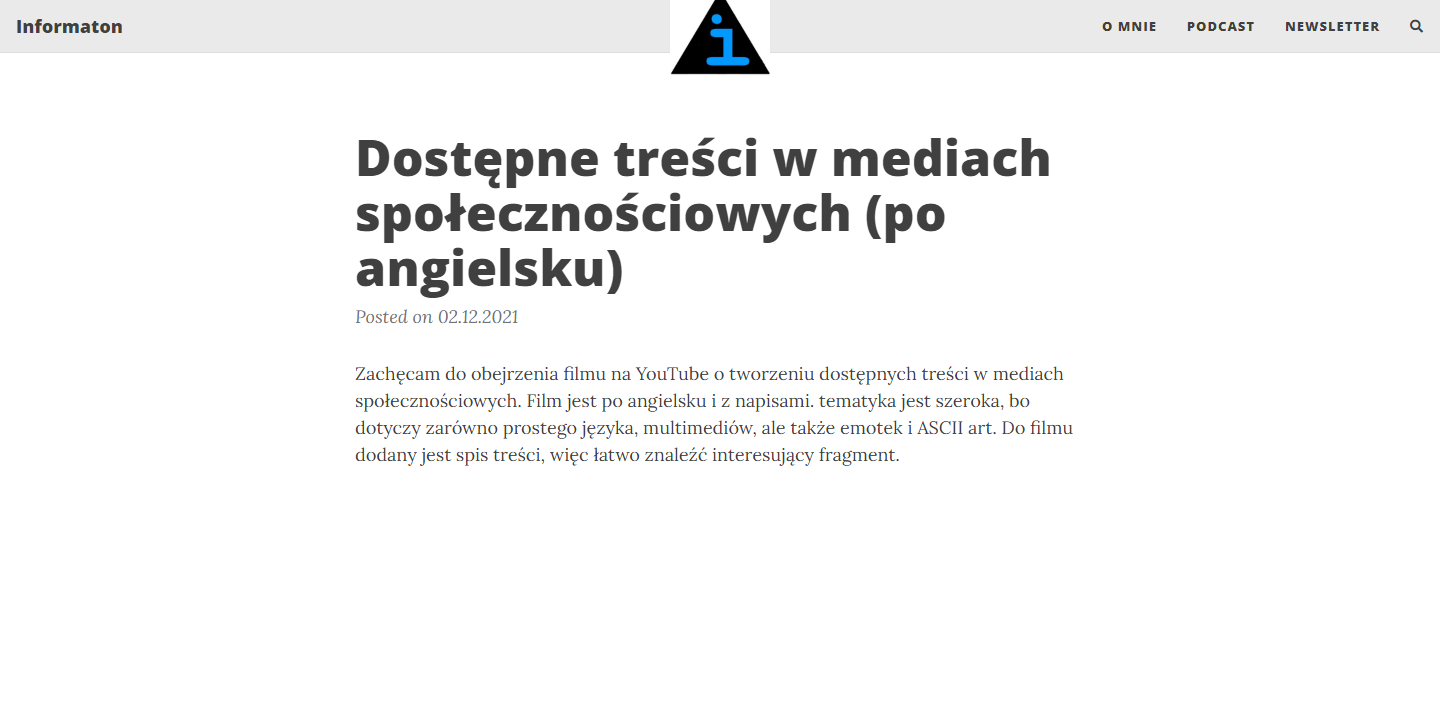 Informaton
i
O MNIE
PODCAST
NEWSLETTER
Dostępne treści w mediach
społecznościowych (po
angielsku)
Posted on 02.12.2021
Zachęcam do obejrzenia filmu na YouTube o tworzeniu dostępnych treści w mediach
społecznościowych. Film jest po angielsku i z napisami. tematyka jest szeroka, bo
dotyczy zarówno prostego języka, multimediów, ale także emotek i ASCII art. Do filmu
dodany jest spis treści, więc łatwo znaleźć interesujący fragment.